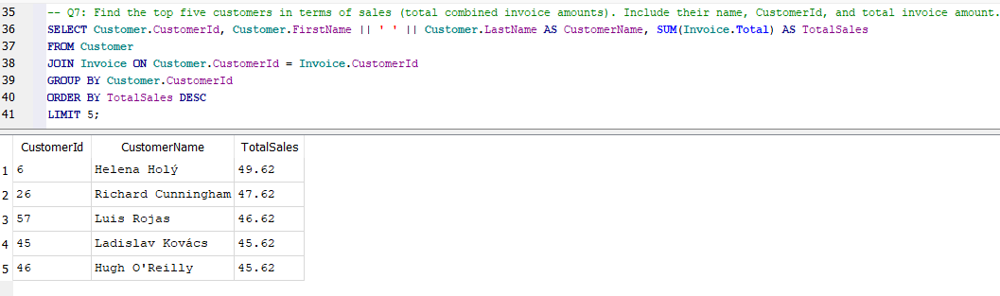 35 -- Q7: Find the top five customers in terms of sales (total combined invoice amounts). Include their name, CustomerId, and total invoice amount.
36 SELECT Customer.CustomerId, Customer.FirstName || ' ' || Customer.LastName AS CustomerName, SUM(Invoice.Total) AS TotalSales
37 FROM Customer
38 JOIN Invoice ON Customer.CustomerId = Invoice.CustomerId
39 GROUP BY Customer.CustomerId
40 ORDER BY TotalSales DESC
41 LIMIT 5;
CustomerId CustomerName TotalSales
1 6 Helena Holý 49.62
2 26 Richard Cunningham 47.62
3 57 Luis Rojas 46.62
4 45 Ladislav Kovács 45.62
5 46 Hugh O'Reilly 45.62